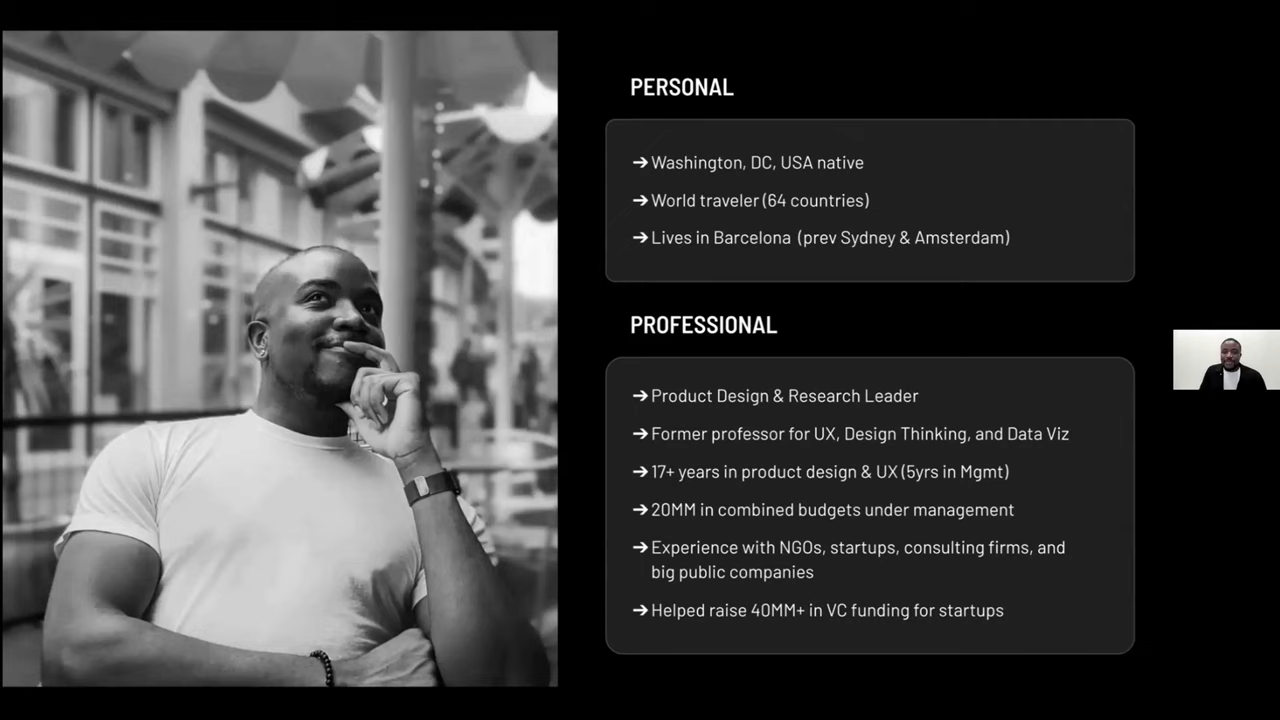 PERSONAL
➔ Washington, DC, USA native
➔ World traveler (64 countries)
➔ Lives in Barcelona (prev Sydney & Amsterdam)
PROFESSIONAL
➔ Product Design & Research Leader
➔ Former professor for UX, Design Thinking, and Data Viz
➔ 17+ years in product design & UX (5yrs in Mgmt)
➔ 20MM in combined budgets under management
➔ Experience with NGOs, startups, consulting firms, and
big public companies
➔ Helped raise 40MM+ in VC funding for startups